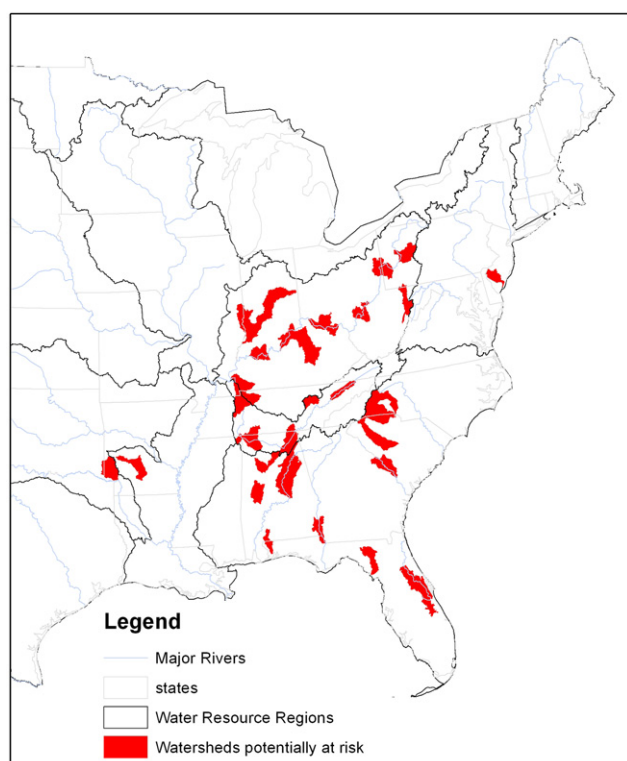 Legend
Major Rivers
states
Water Resource Regions
Watersheds potentially at risk